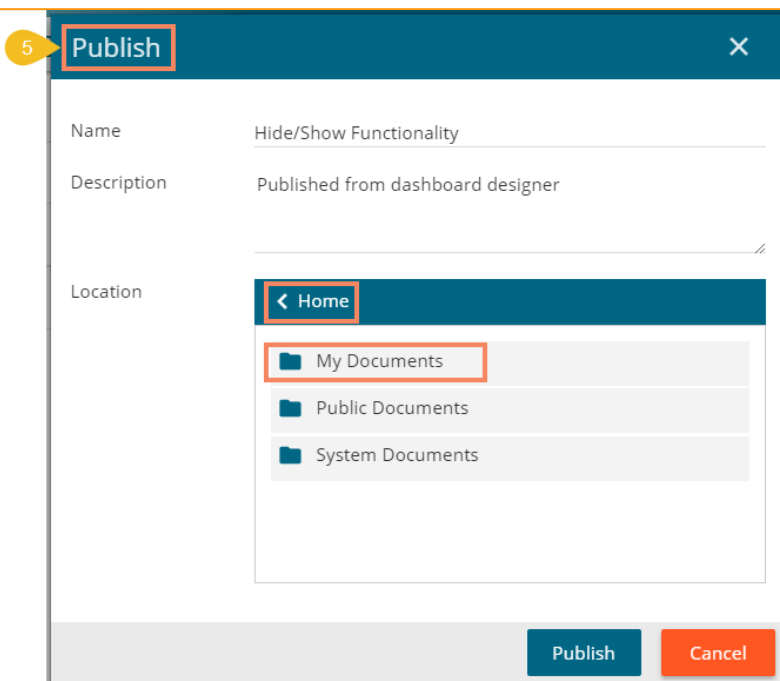 5
Publish
Name
Hide/Show Functionality
Description
Published from dashboard designer
Location
Home
My Documents
Public Documents
System Documents
Publish
Cancel